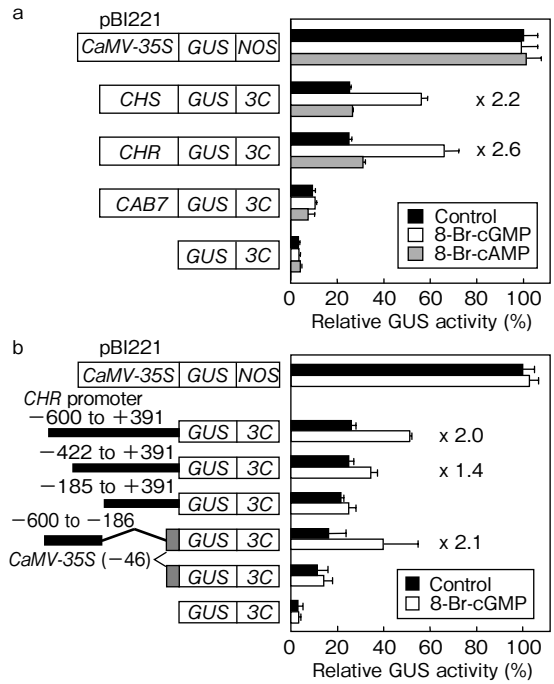 a
pBI221
CaMV-35S GUS NOS
CHS GUS 3C
x 2.2
CHR GUS 3C
x 2.6
CAB7 GUS 3C
GUS 3C
Control
8-Br-cGMP
8-Br-cAMP
0 20 40 60 80 100
Relative GUS activity (%)
b
pBI221
CaMV-35S GUS NOS
CHR promoter
−600 to +391
GUS 3C
x 2.0
−422 to +391
GUS 3C
x 1.4
−185 to +391
GUS 3C
−600 to −186
GUS 3C
x 2.1
CaMV-35S (−46)
GUS 3C
GUS 3C
Control
8-Br-cGMP
0 20 40 60 80 100
Relative GUS activity (%)